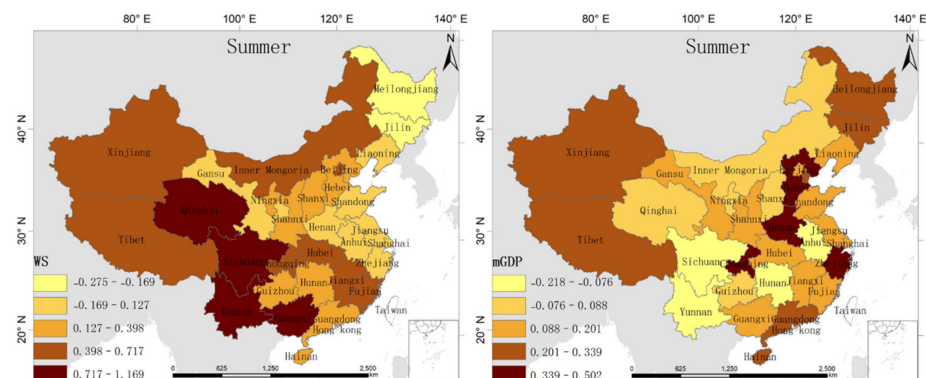 80° E 100° E 120° E 140° E
Summer
N
40° N
30° N
20° N
Heilongjiang
Jilin
Liaoning
Xinjiang
Inner Mongoria
Beijing
Gansu
Hebei
Ningxia
Shanxi
Shandong
Qinghai
Shannxi
Henan
Jiangsu
Tibet
Anhui
Shanghai
Sichuan
Hubei
Zhejiang
Chongqing
Hunan
Jiangxi
Guizhou
Fujian
Yunnan
Guangxi
Guangdong
Taiwan
Hong kong
Hainan
WS
-0.275 - -0.169
-0.169 - 0.127
0.127 - 0.398
0.398 - 0.717
0.717 - 1.169
0 625 1,250 2,500
km
80° E 100° E 120° E 140° E
Summer
N
40° N
30° N
20° N
Heilongjiang
Jilin
Liaoning
Xinjiang
Inner Mongoria
Gansu
Ningxia
Shanxi
Shandong
Qinghai
Shannxi
Henan
Jiangsu
Tibet
Anhui
Shanghai
Sichuan
Hubei
Zhejiang
Hunan
Jiangxi
Guizhou
Fujian
Yunnan
Guangxi
Guangdong
Taiwan
Hong kong
Hainan
mGDP
-0.218 - -0.076
-0.076 - 0.088
0.088 - 0.201
0.201 - 0.339
0.339 - 0.502
0 625 1,250 2,500
km